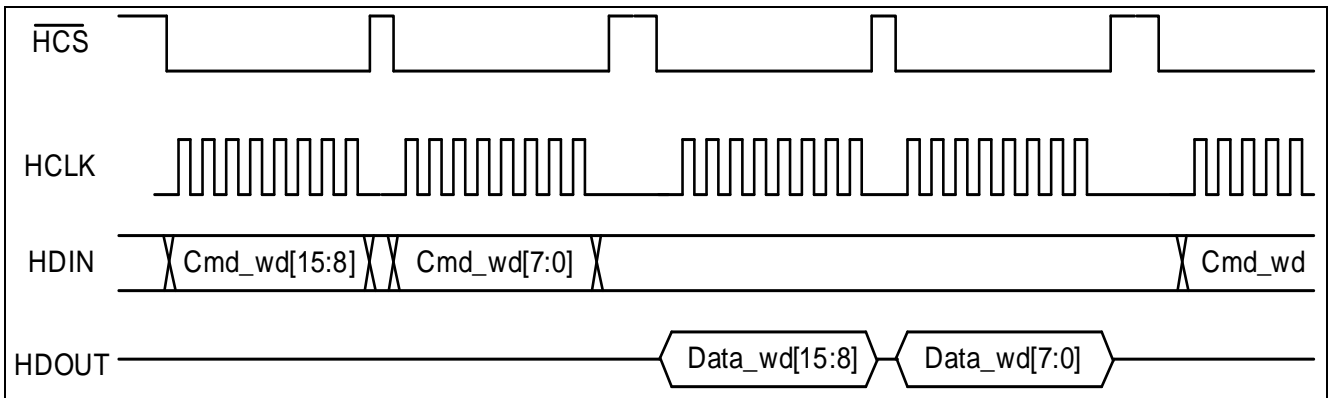 HCS
HCLK
HDIN Cmd_wd[15:8] Cmd_wd[7:0] Cmd_wd
HDOUT Data_wd[15:8] Data_wd[7:0]